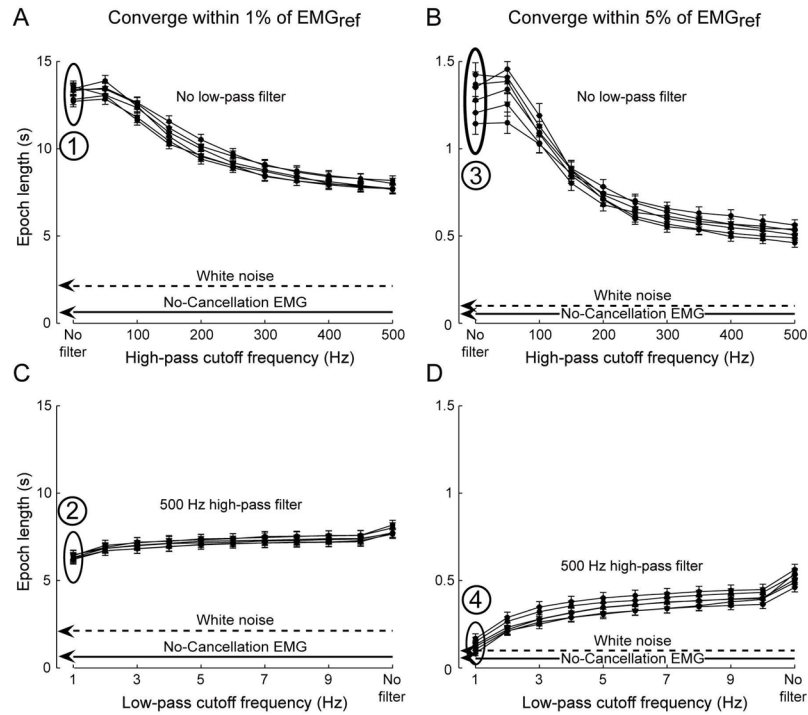 A
Converge within 1% of EMGref
15
10
5
0
Epoch length (s)
No low-pass filter
1
White noise
No-Cancellation EMG
No filter
100
200
300
400
500
High-pass cutoff frequency (Hz)
B
Converge within 5% of EMGref
1.5
1
0.5
0
No low-pass filter
3
White noise
No-Cancellation EMG
No filter
100
200
300
400
500
High-pass cutoff frequency (Hz)
C
15
10
5
0
Epoch length (s)
2
500 Hz high-pass filter
White noise
No-Cancellation EMG
1
3
5
7
9
No filter
Low-pass cutoff frequency (Hz)
D
1.5
1
0.5
0
500 Hz high-pass filter
4
White noise
No-Cancellation EMG
1
3
5
7
9
No filter
Low-pass cutoff frequency (Hz)